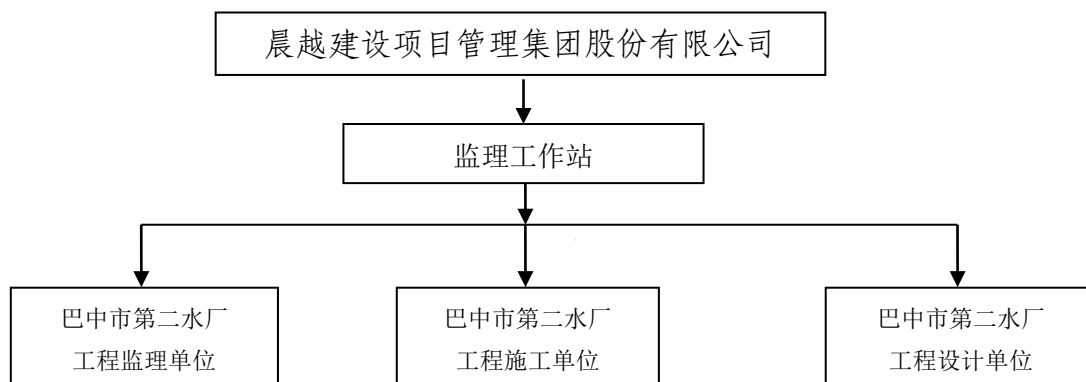 晨越建设项目管理集团股份有限公司
监理工作站
巴中市第二水厂
工程监理单位
巴中市第二水厂
工程施工单位
巴中市第二水厂
工程设计单位